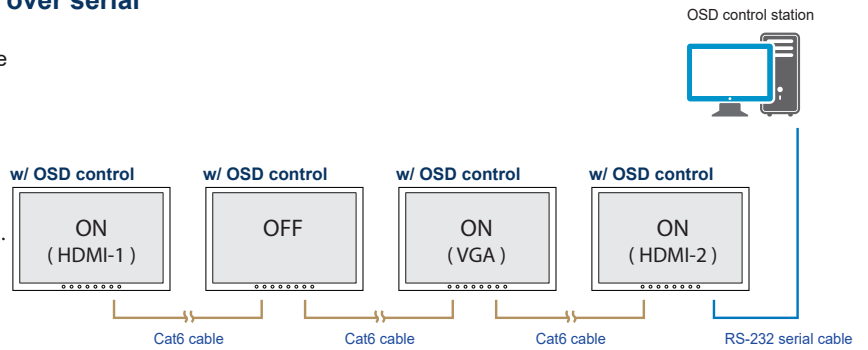 over serial
e
OSD control station
w/ OSD control w/ OSD control w/ OSD control w/ OSD control
ON OFF ON ON
( HDMI-1 ) ( VGA ) ( HDMI-2 )
.
Cat6 cable Cat6 cable Cat6 cable RS-232 serial cable